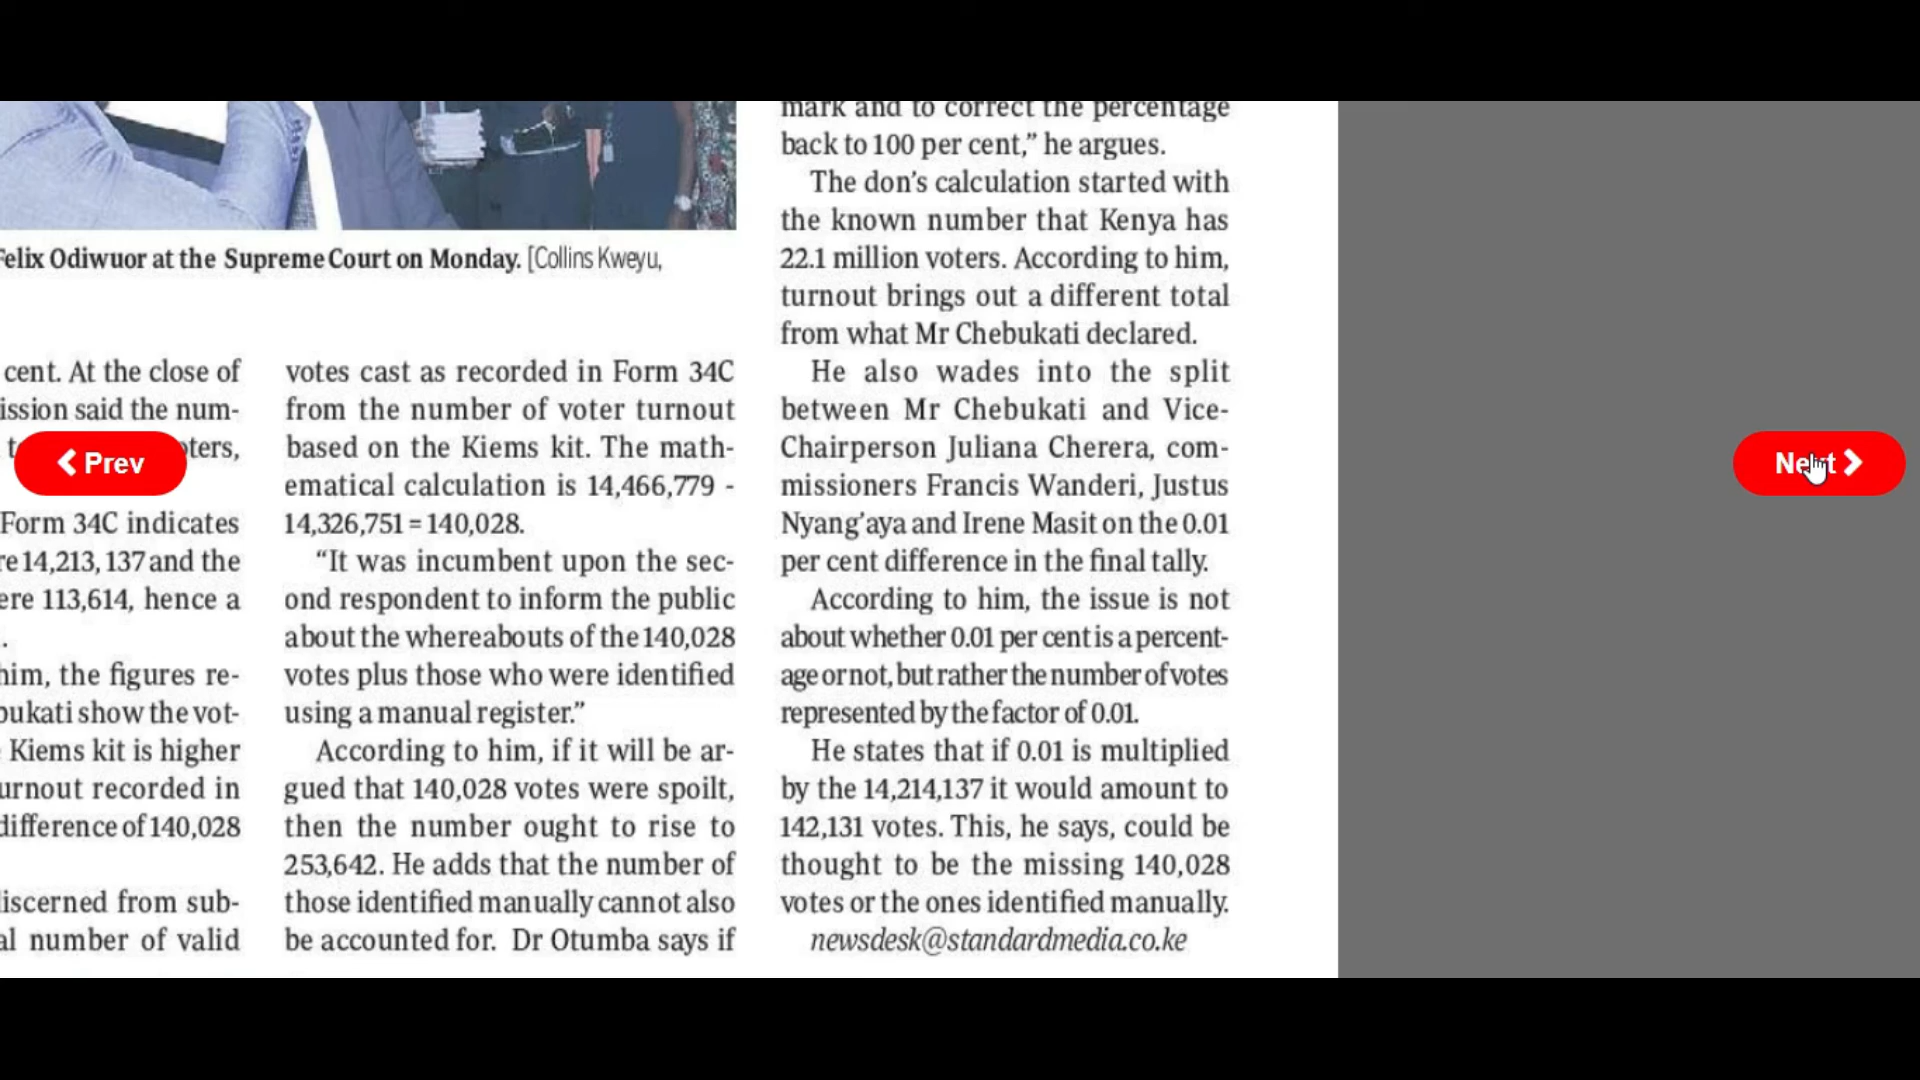 Felix Odiwuor at the Supreme Court on Monday. [Collins Kweyu,
cent. At the close of
ission said the num-
ters,
Form 34C indicates
re 14,213, 137 and the
ere 113,614, hence a
.
him, the figures re-
bukati show the vot-
Kiems kit is higher
urnout recorded in
difference of 140,028
discerned from sub-
al number of valid
votes cast as recorded in Form 34C
from the number of voter turnout
based on the Kiems kit. The math-
ematical calculation is 14,466,779 -
14,326,751 = 140,028.
“It was incumbent upon the sec-
ond respondent to inform the public
about the whereabouts of the 140,028
votes plus those who were identified
using a manual register.”
According to him, if it will be ar-
gued that 140,028 votes were spoilt,
then the number ought to rise to
253,642. He adds that the number of
those identified manually cannot also
be accounted for. Dr Otumba says if
mark and to correct the percentage
back to 100 per cent,” he argues.
The don’s calculation started with
the known number that Kenya has
22.1 million voters. According to him,
turnout brings out a different total
from what Mr Chebukati declared.
He also wades into the split
between Mr Chebukati and Vice-
Chairperson Juliana Cherera, com-
missioners Francis Wanderi, Justus
Nyang’aya and Irene Masit on the 0.01
per cent difference in the final tally.
According to him, the issue is not
about whether 0.01 per cent is a percent-
age or not, but rather the number of votes
represented by the factor of 0.01.
He states that if 0.01 is multiplied
by the 14,214,137 it would amount to
142,131 votes. This, he says, could be
thought to be the missing 140,028
votes or the ones identified manually.
newsdesk@standardmedia.co.ke
Prev
Next